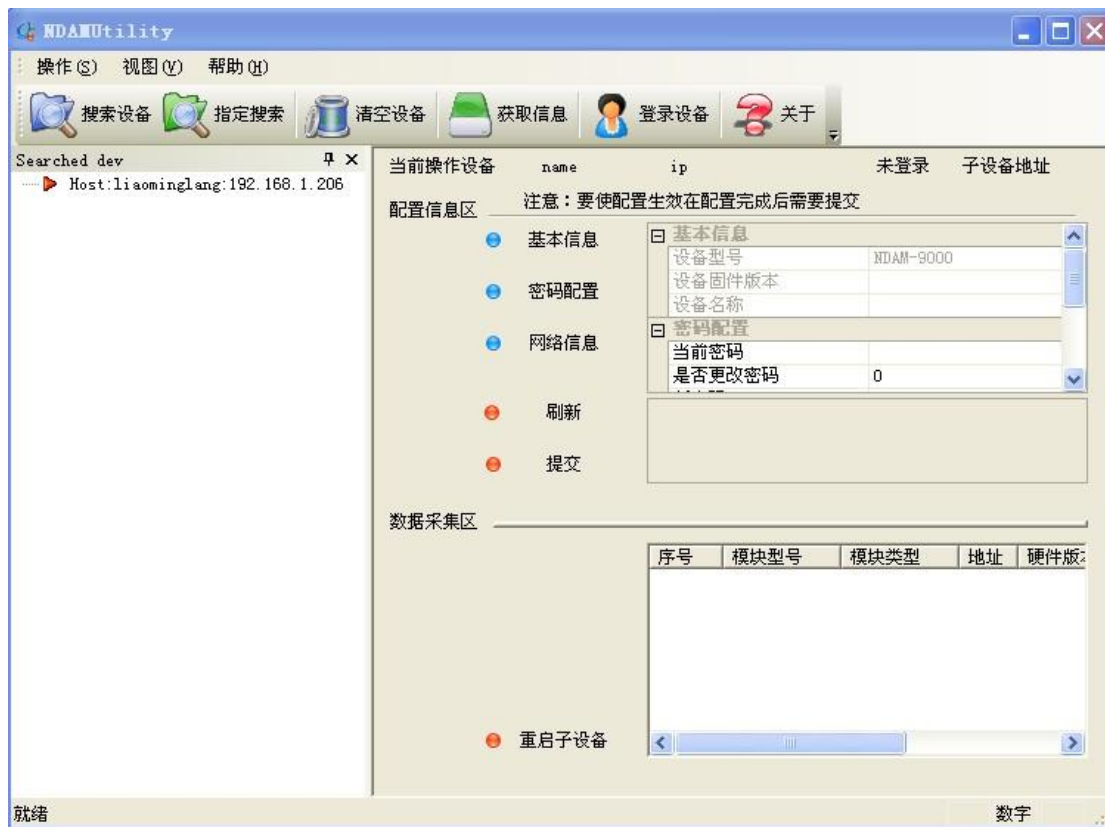 NDAMUtility
操作(S) 视图(V) 帮助(H)
搜索设备 指定搜索 清空设备 获取信息 登录设备 关于
Searched dev
Host:liaominglang:192.168.1.206
当前操作设备 name ip 未登录 子设备地址
配置信息区 注意：要使配置生效在配置完成后需要提交
基本信息
密码配置
网络信息
基本信息
设备型号 NDAM-9000
设备固件版本
设备名称
密码配置
当前密码
是否更改密码 0
刷新
提交
数据采集区
序号 模块型号 模块类型 地址 硬件版
重启子设备
就绪 数字